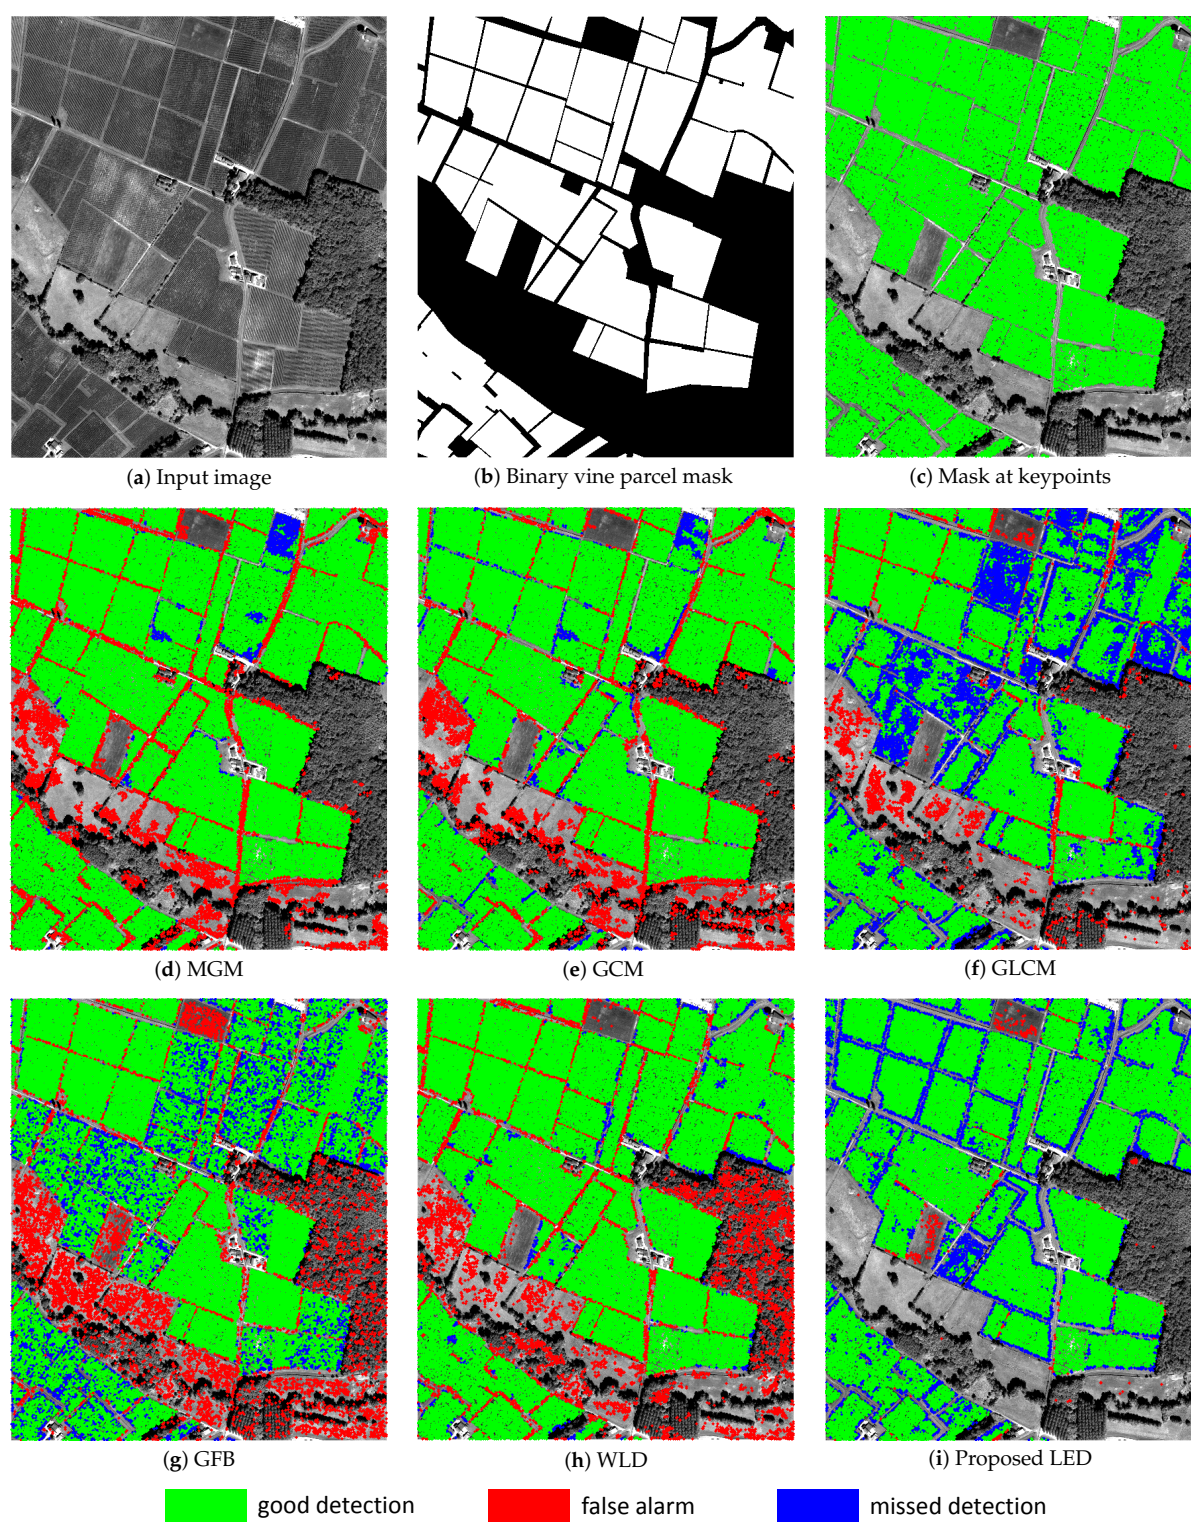 (a) Input image
(b) Binary vine parcel mask
(c) Mask at keypoints
(d) MGM
(e) GCM
(f) GLCM
(g) GFB
(h) WLD
(i) Proposed LED
good detection
false alarm
missed detection